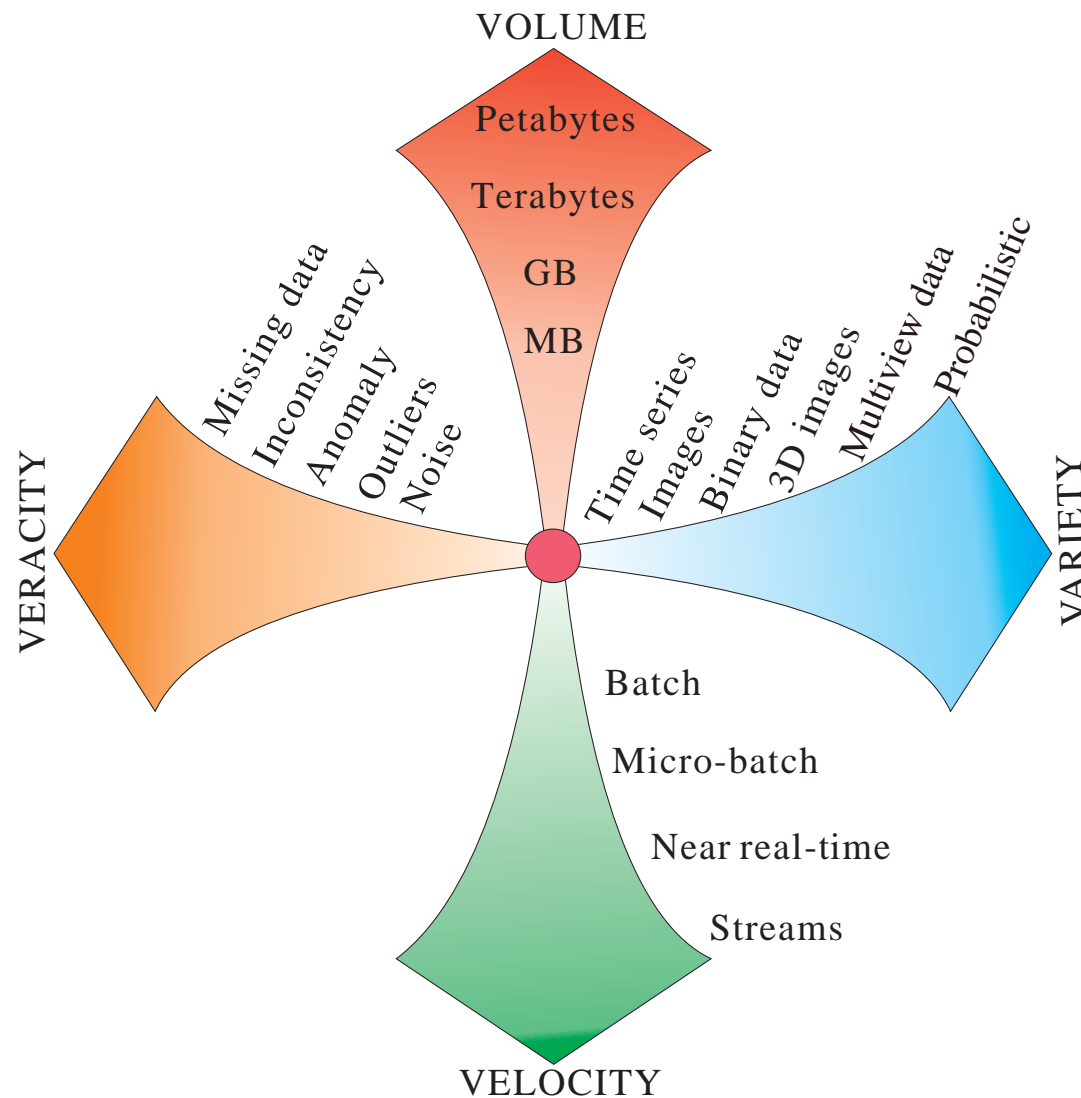 VOLUME
Petabytes
Terabytes
GB
MB
Missing data
Inconsistency
Anomaly
Outliers
Noise
Time series
Images
Binary data
3D images
Multiview data
Probabilistic
VERACITY
VARIETY
Batch
Micro-batch
Near real-time
Streams
VELOCITY